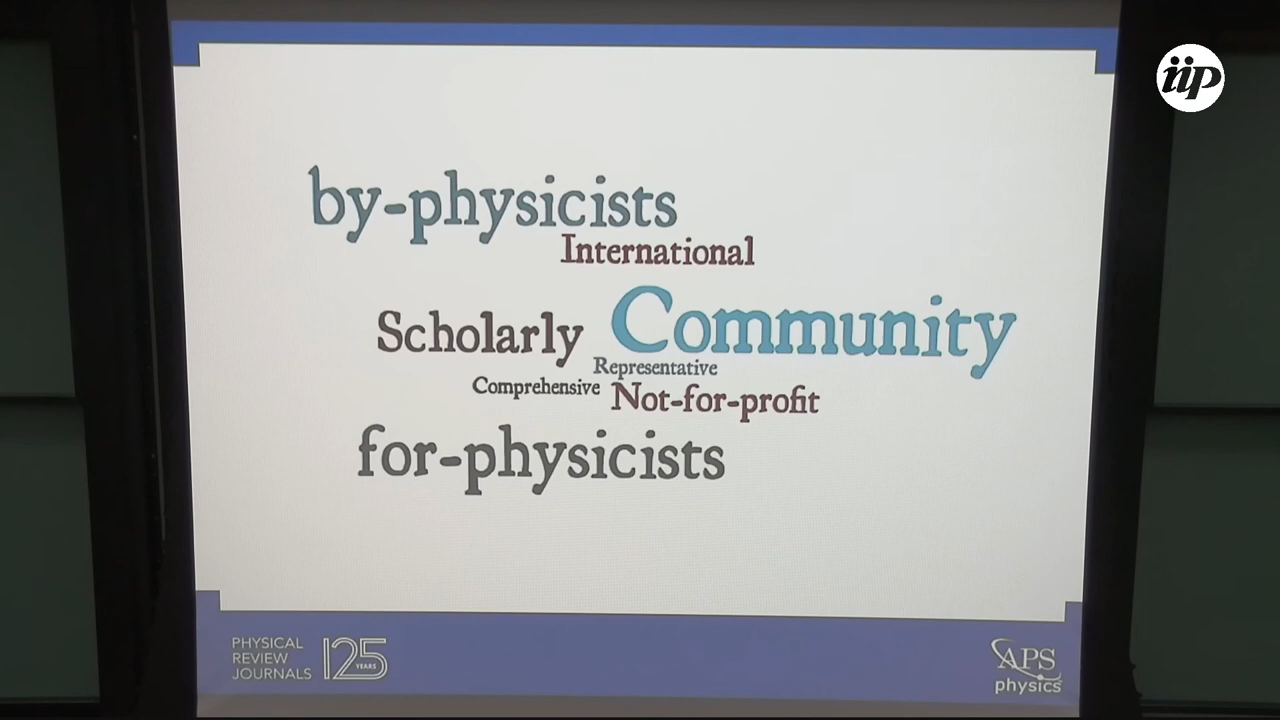 iip
by-physicists
International
Scholarly Community
Representative
Comprehensive Not-for-profit
for-physicists
PHYSICAL
REVIEW
JOURNALS 125
YEARS
APS
physics